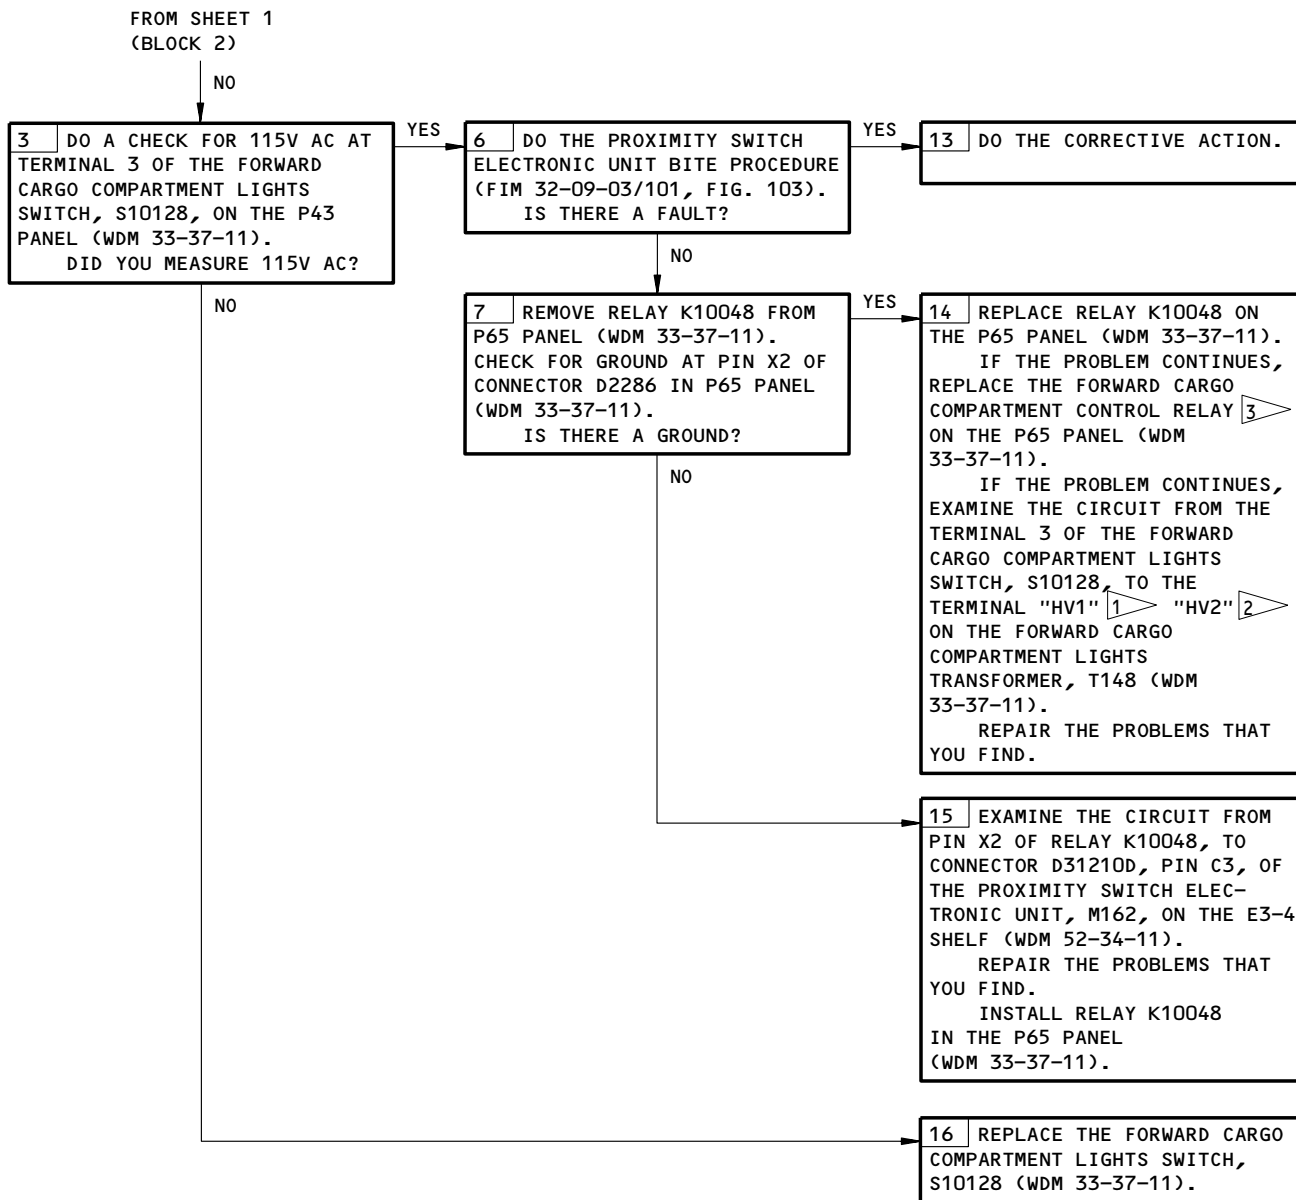 FROM SHEET 1
(BLOCK 2)
NO
3 DO A CHECK FOR 115V AC AT
TERMINAL 3 OF THE FORWARD
CARGO COMPARTMENT LIGHTS
SWITCH, S10128, ON THE P43
PANEL (WDM 33-37-11).
DID YOU MEASURE 115V AC?
YES
NO
6 DO THE PROXIMITY SWITCH
ELECTRONIC UNIT BITE PROCEDURE
(FIM 32-09-03/101, FIG. 103).
IS THERE A FAULT?
YES
NO
13 DO THE CORRECTIVE ACTION.
7 REMOVE RELAY K10048 FROM
P65 PANEL (WDM 33-37-11).
CHECK FOR GROUND AT PIN X2 OF
CONNECTOR D2286 IN P65 PANEL
(WDM 33-37-11).
IS THERE A GROUND?
YES
NO
14 REPLACE RELAY K10048 ON
THE P65 PANEL (WDM 33-37-11).
IF THE PROBLEM CONTINUES,
REPLACE THE FORWARD CARGO
COMPARTMENT CONTROL RELAY 3
ON THE P65 PANEL (WDM
33-37-11).
IF THE PROBLEM CONTINUES,
EXAMINE THE CIRCUIT FROM THE
TERMINAL 3 OF THE FORWARD
CARGO COMPARTMENT LIGHTS
SWITCH, S10128, TO THE
TERMINAL "HV1" 1 "HV2" 2
ON THE FORWARD CARGO
COMPARTMENT LIGHTS
TRANSFORMER, T148 (WDM
33-37-11).
REPAIR THE PROBLEMS THAT
YOU FIND.
15 EXAMINE THE CIRCUIT FROM
PIN X2 OF RELAY K10048, TO
CONNECTOR D31210D, PIN C3, OF
THE PROXIMITY SWITCH ELEC-
TRONIC UNIT, M162, ON THE E3-4
SHELF (WDM 52-34-11).
REPAIR THE PROBLEMS THAT
YOU FIND.
INSTALL RELAY K10048
IN THE P65 PANEL
(WDM 33-37-11).
16 REPLACE THE FORWARD CARGO
COMPARTMENT LIGHTS SWITCH,
S10128 (WDM 33-37-11).